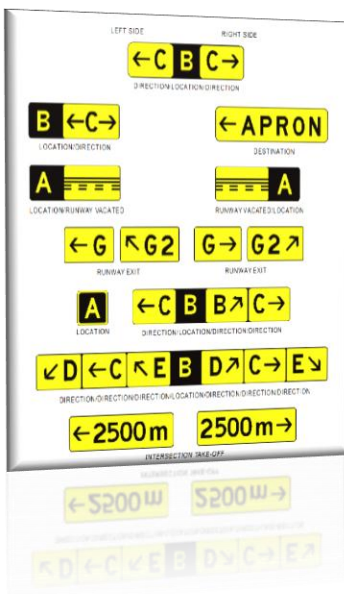 LEFT SIDE RIGHT SIDE
←C B C→
DIRECTION/LOCATION/DIRECTION
B ←C→ ←APRON
LOCATION/DIRECTION DESTINATION
A A
LOCATION/RUNWAY VACATED RUNWAY VACATED/LOCATION
←G ↖G2 G→ G2↗
RUNWAY EXIT RUNWAY EXIT
A ←C B B↗ C→
LOCATION DIRECTION/LOCATION/DIRECTION/DIRECTION
↙D ←C ↖E B D↗ C→ E↘
DIRECTION/DIRECTION/DIRECTION/LOCATION/DIRECTION/DIRECTION/DIRECTION
←2500m 2500m→
INTERSECTION TAKE-OFF